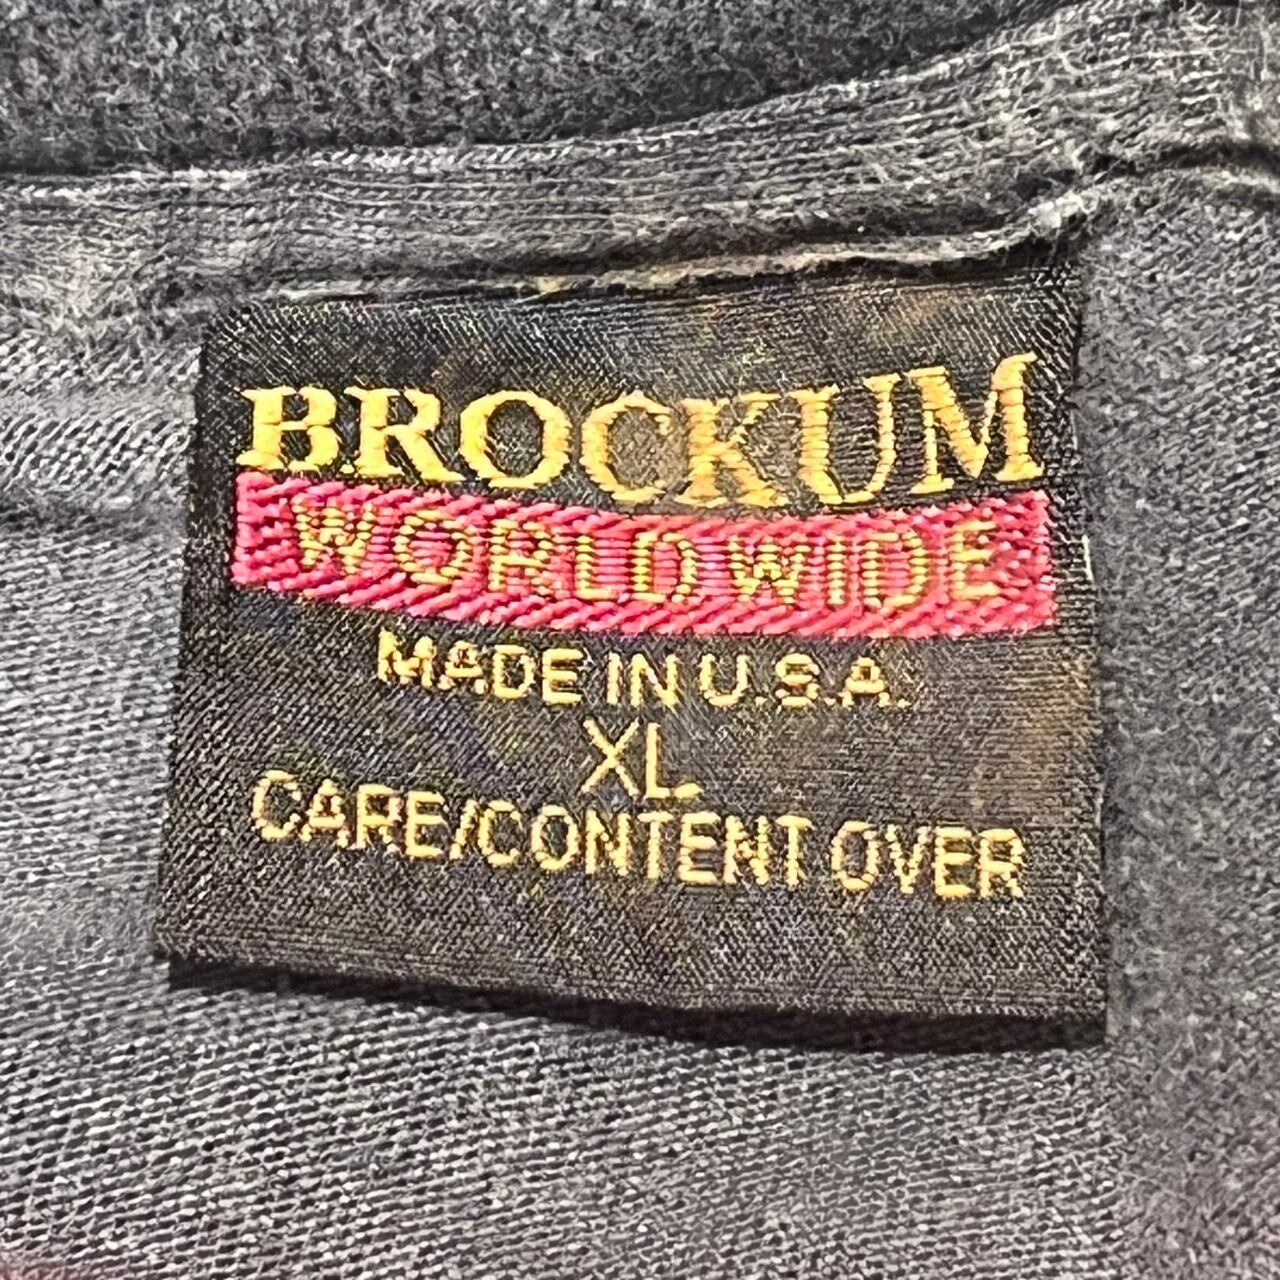 BROCKUM
WORLDWIDE
MADE IN U.S.A.
XL
CARE/CONTENT OVER